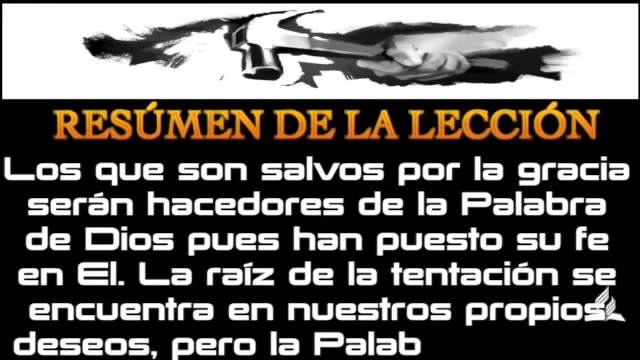 RESÚMEN DE LA LECCIÓN
Los que son salvos por la gracia
serán hacedores de la Palabra
de Dios pues han puesto su fe
en El. La raíz de la tentación se
encuentra en nuestros propios
deseos, pero la Palab